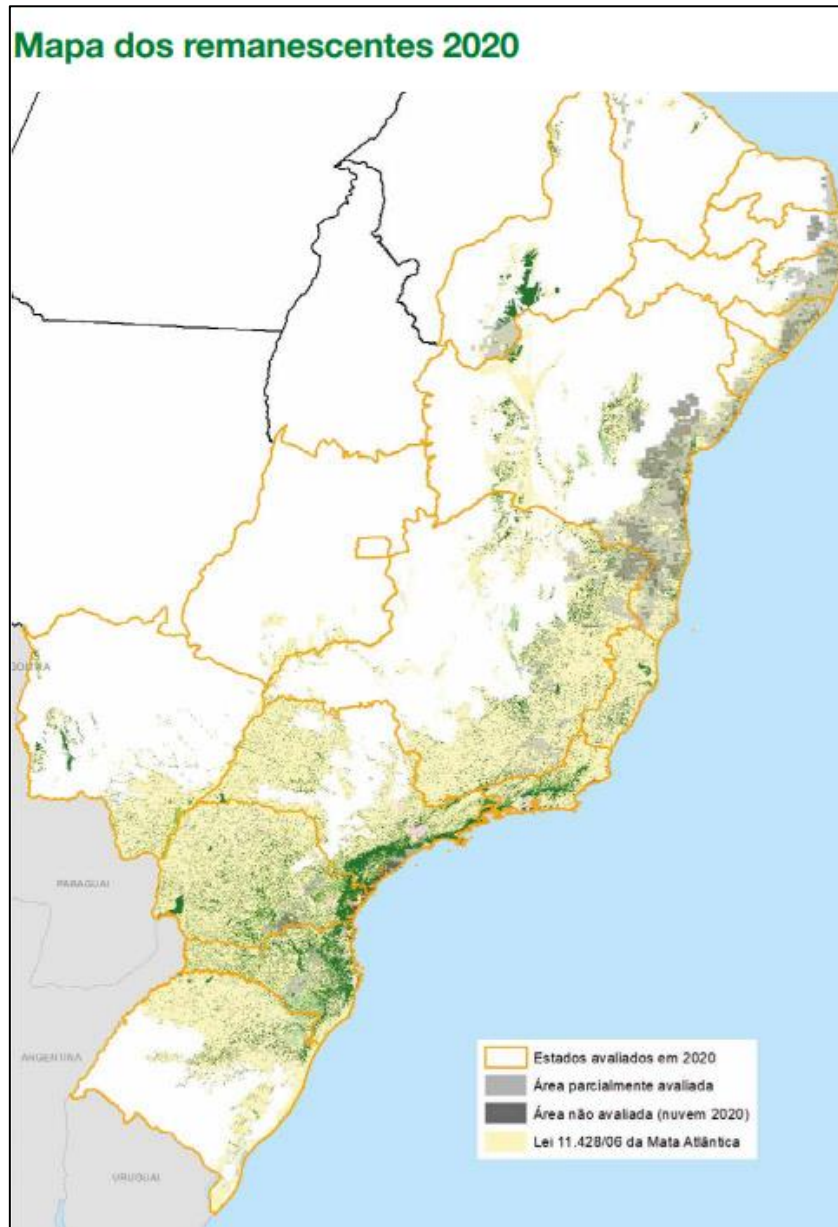 Mapa dos remanescentes 2020
PARAGUAI
ARGENTINA
URUGUAI
Estados avaliados em 2020
Área parcialmente avaliada
Área não avaliada (nuvem 2020)
Lei 11.428/06 da Mata Atlântica